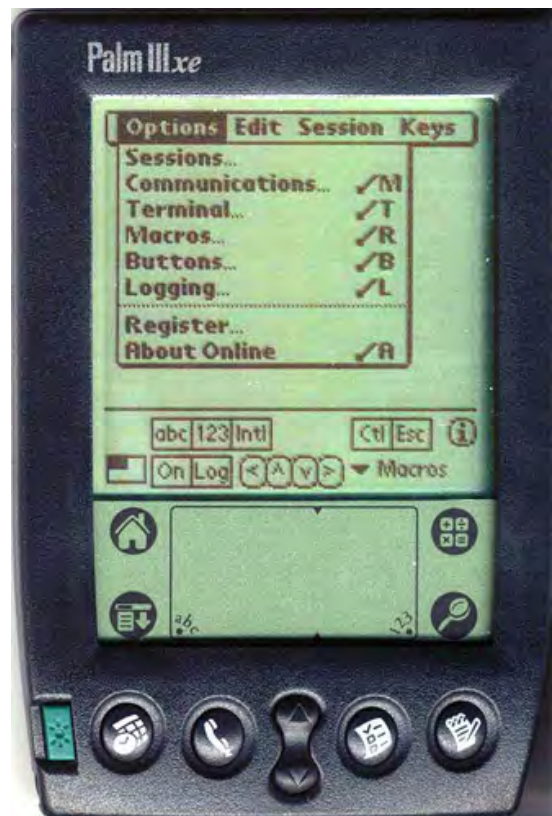 Palm IIIxe
Options Edit Session Keys
Sessions...
Communications... /M
Terminal... /T
Macros... /R
Buttons... /B
Logging... /L
Register...
About Online /A
abc 123 Intl Ctl Esc i
On Log < ^ v > Macros
abc 123